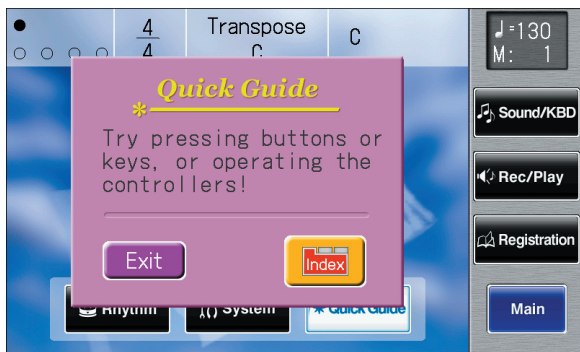 4
4
Transpose
C
C
♩=130
M: 1
Quick Guide
*
Try pressing buttons or
keys, or operating the
controllers!
Exit
Index
Sound/KBD
Rec/Play
Registration
Main
Rhythm
System
* Quick Guide